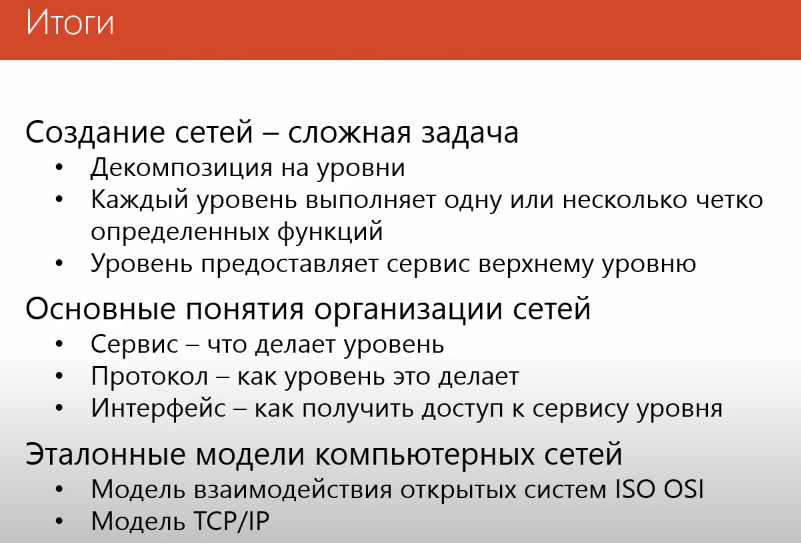 Итоги
Создание сетей – сложная задача
• Декомпозиция на уровни
• Каждый уровень выполняет одну или несколько четко
определенных функций
• Уровень предоставляет сервис верхнему уровню
Основные понятия организации сетей
• Сервис – что делает уровень
• Протокол – как уровень это делает
• Интерфейс – как получить доступ к сервису уровня
Эталонные модели компьютерных сетей
• Модель взаимодействия открытых систем ISO OSI
• Модель TCP/IP